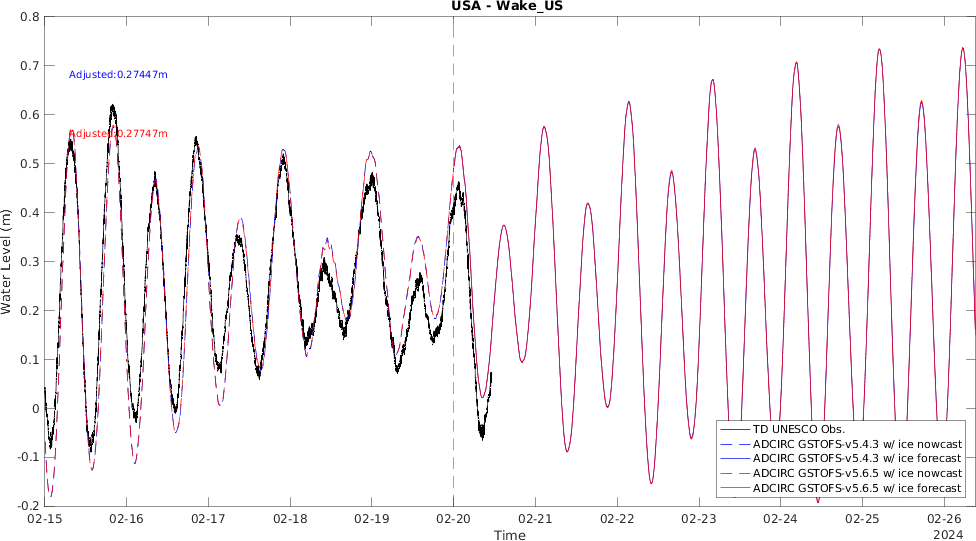 USA - Wake_US
0.8
0.7
0.6
0.5
0.4
0.3
0.2
0.1
0
-0.1
-0.2
Water Level (m)
Adjusted:0.27447m
Adjusted:0.27747m
TD UNESCO Obs.
ADCIRC GSTOFS-v5.4.3 w/ ice nowcast
ADCIRC GSTOFS-v5.4.3 w/ ice forecast
ADCIRC GSTOFS-v5.6.5 w/ ice nowcast
ADCIRC GSTOFS-v5.6.5 w/ ice forecast
02-15 02-16 02-17 02-18 02-19 02-20 02-21 02-22 02-23 02-24 02-25 02-26
Time
2024